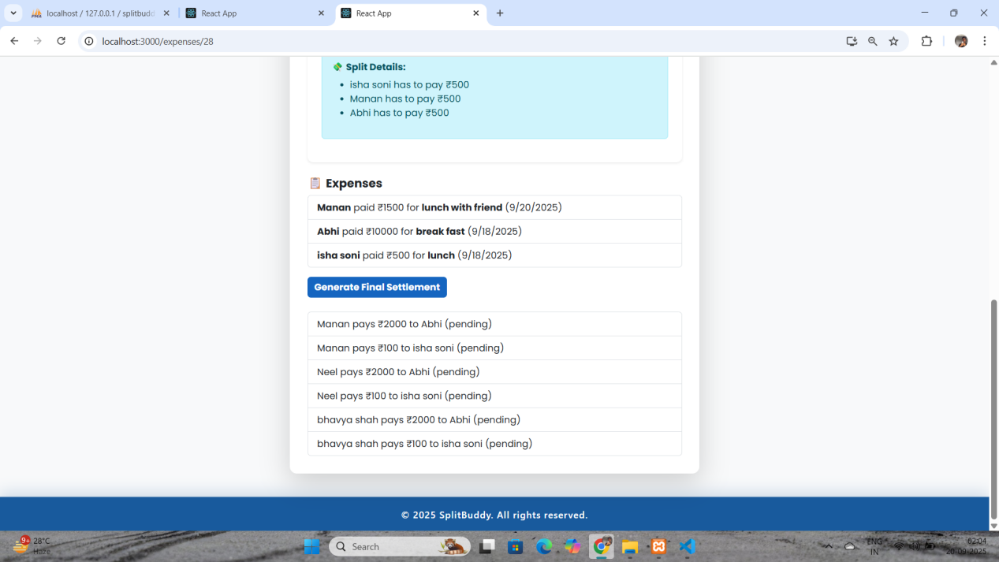 localhost / 127.0.0.1 / splitbudd
React App
React App
localhost:3000/expenses/28
Split Details:
isha soni has to pay ₹500
Manan has to pay ₹500
Abhi has to pay ₹500
Expenses
Manan paid ₹1500 for lunch with friend (9/20/2025)
Abhi paid ₹10000 for break fast (9/18/2025)
isha soni paid ₹500 for lunch (9/18/2025)
Generate Final Settlement
Manan pays ₹2000 to Abhi (pending)
Manan pays ₹100 to isha soni (pending)
Neel pays ₹2000 to Abhi (pending)
Neel pays ₹100 to isha soni (pending)
bhavya shah pays ₹2000 to Abhi (pending)
bhavya shah pays ₹100 to isha soni (pending)
© 2025 SplitBuddy. All rights reserved.
9+
28°C
Haze
Search
ENG
IN
02:04
20-09-2025